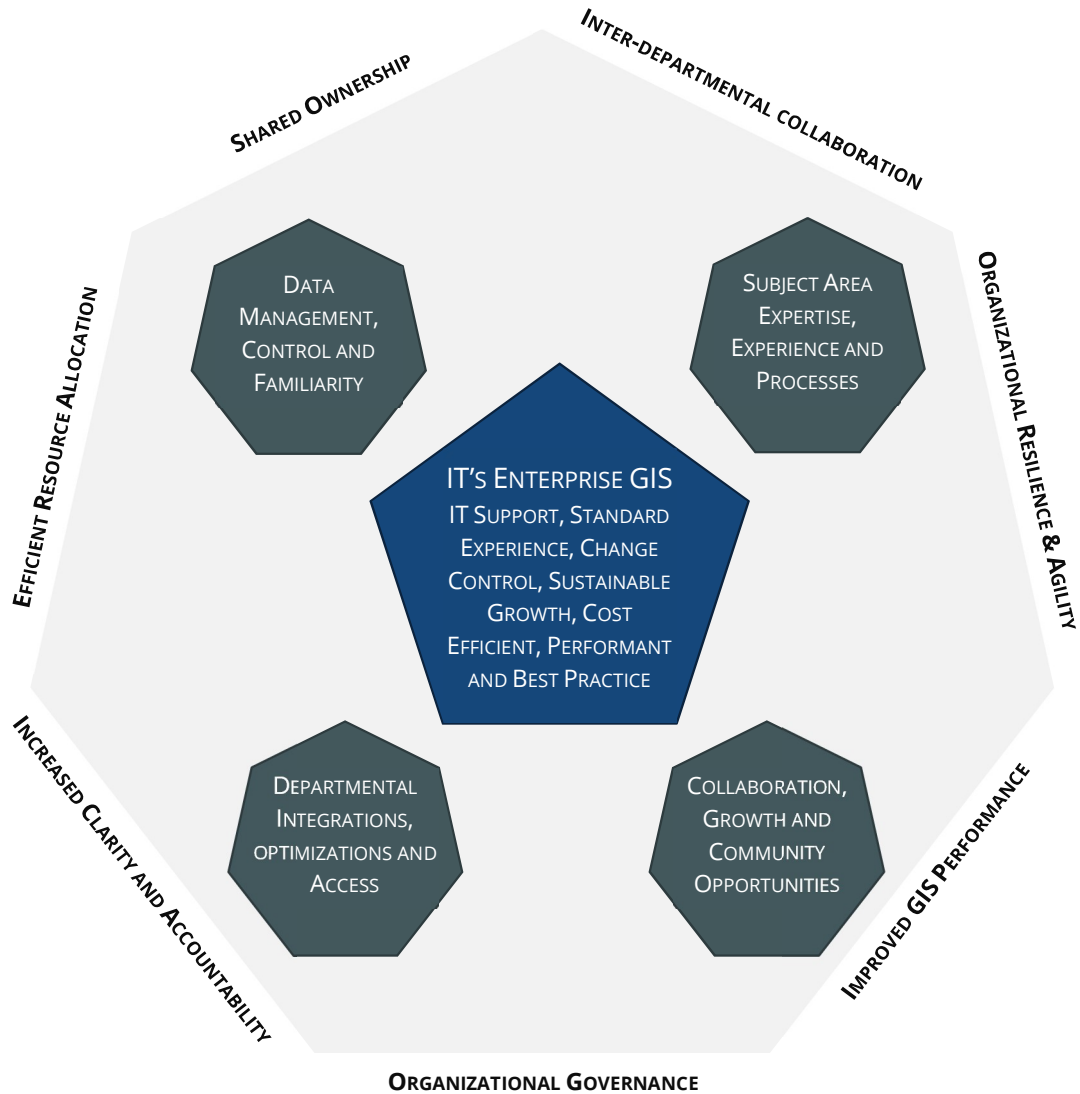 Inter-departmental collaboration
Shared Ownership
Organizational Resilience & Agility
Efficient Resource Allocation
Data
Management,
Control and
Familiarity
Subject Area
Expertise,
Experience and
Processes
IT's Enterprise GIS
IT Support, Standard
Experience, Change
Control, Sustainable
Growth, Cost
Efficient, Performant
and Best Practice
Departmental
Integrations,
optimizations and
Access
Collaboration,
Growth and
Community
Opportunities
Increased Clarity and Accountability
Improved GIS Performance
Organizational Governance